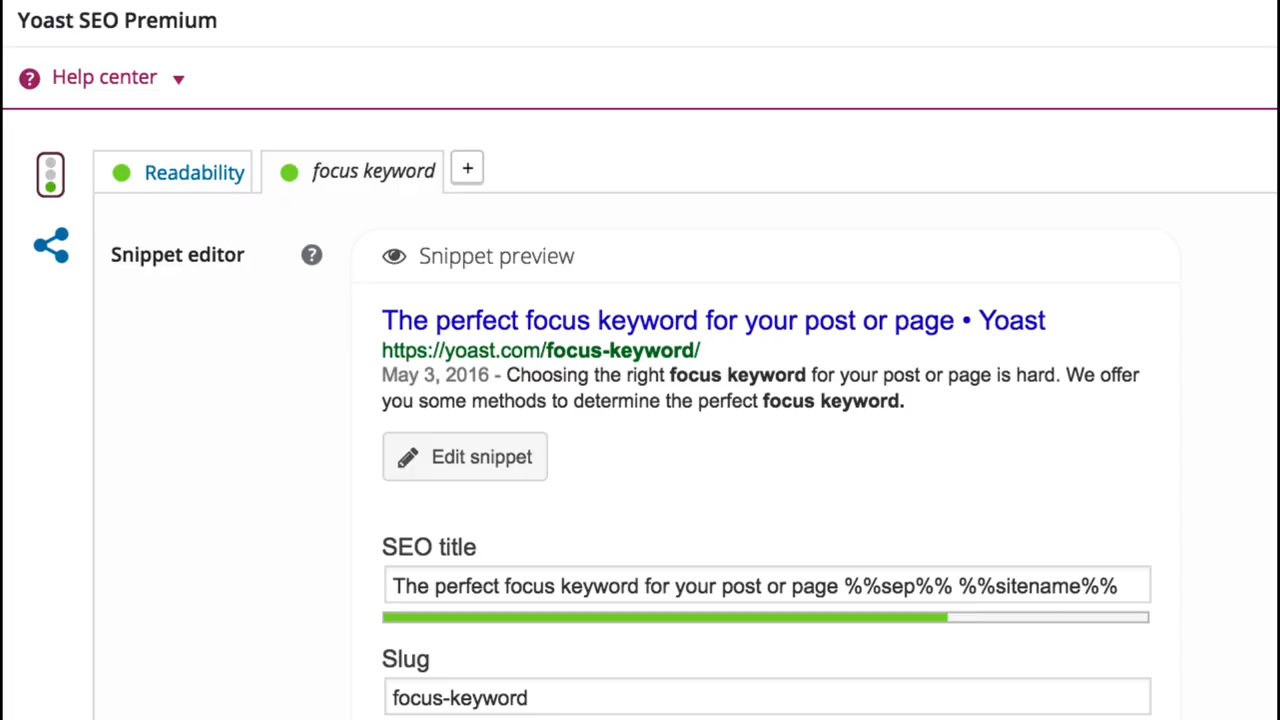 Yoast SEO Premium
? Help center
Readability
focus keyword
+
Snippet editor
?
Snippet preview
The perfect focus keyword for your post or page • Yoast
https://yoast.com/focus-keyword/
May 3, 2016 - Choosing the right focus keyword for your post or page is hard. We offer
you some methods to determine the perfect focus keyword.
Edit snippet
SEO title
The perfect focus keyword for your post or page %%sep%% %%sitename%%
Slug
focus-keyword